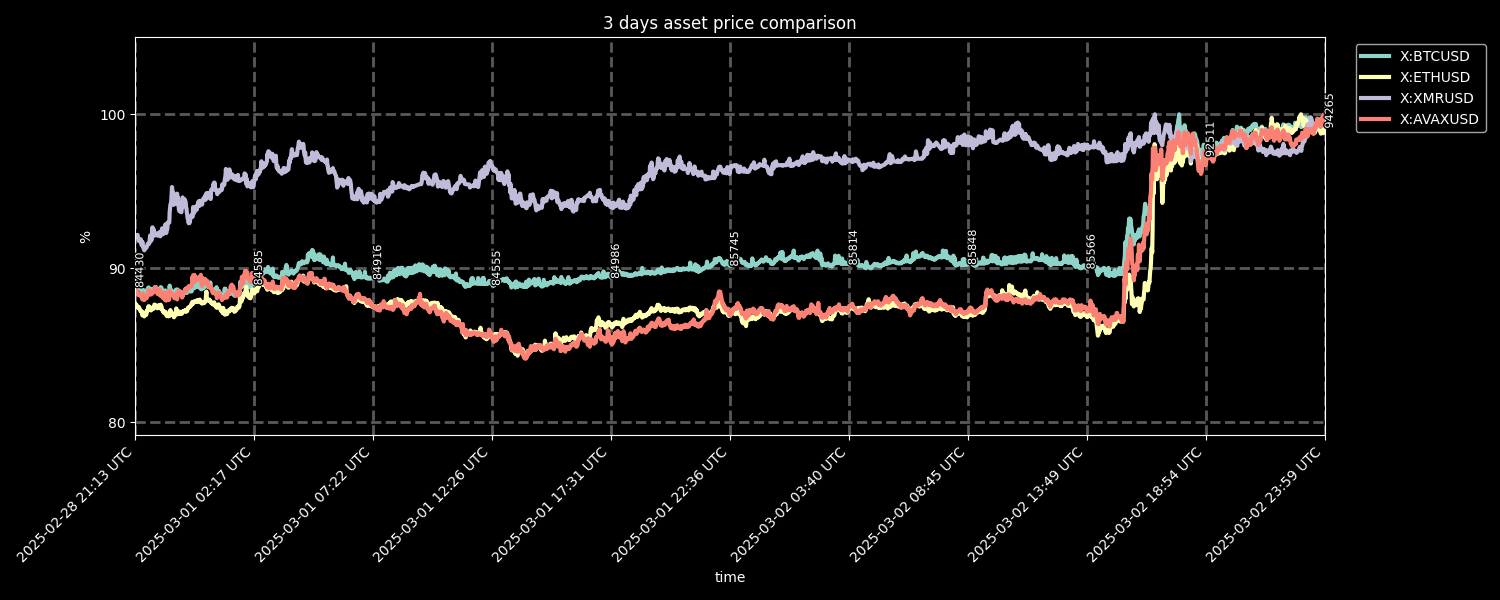 3 days asset price comparison
X:BTCUSD
X:ETHUSD
X:XMRUSD
X:AVAXUSD
%
100
90
80
84430
84585
84916
84555
84986
85745
85814
85848
85566
92511
94265
2025-02-28 21:13 UTC
2025-03-01 02:17 UTC
2025-03-01 07:22 UTC
2025-03-01 12:26 UTC
2025-03-01 17:31 UTC
2025-03-01 22:36 UTC
2025-03-02 03:40 UTC
2025-03-02 08:45 UTC
2025-03-02 13:49 UTC
2025-03-02 18:54 UTC
2025-03-02 23:59 UTC
time